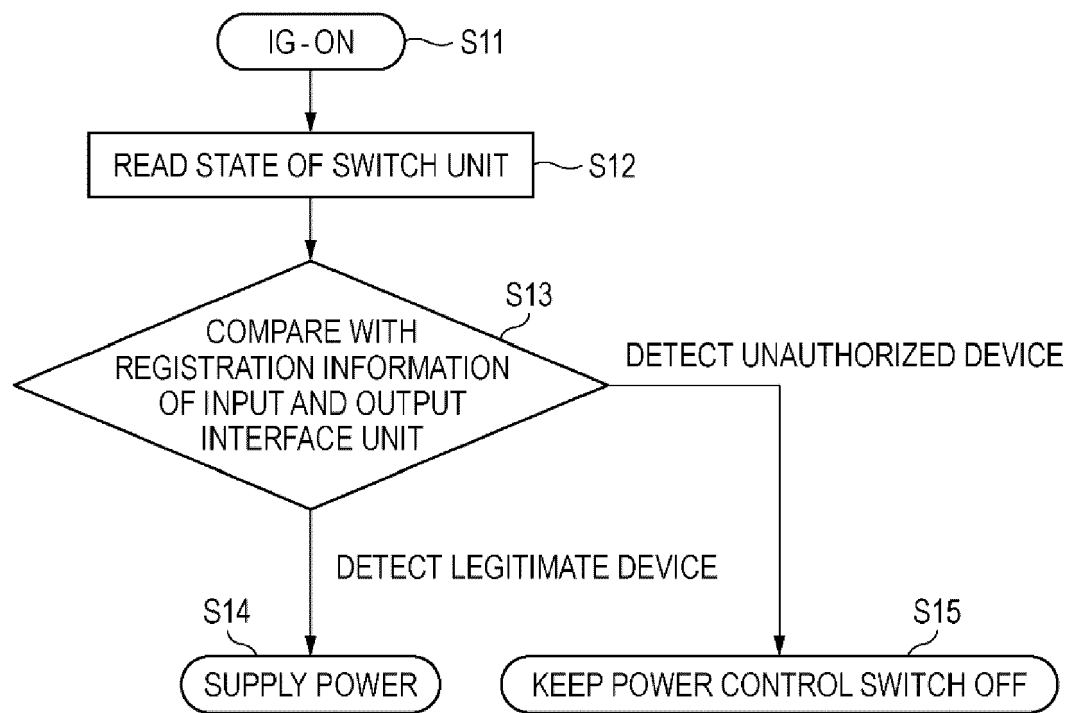 IG-ON
S11
READ STATE OF SWITCH UNIT
S12
S13
COMPARE WITH
REGISTRATION INFORMATION
OF INPUT AND OUTPUT
INTERFACE UNIT
DETECT UNAUTHORIZED DEVICE
DETECT LEGITIMATE DEVICE
S14
SUPPLY POWER
S15
KEEP POWER CONTROL SWITCH OFF